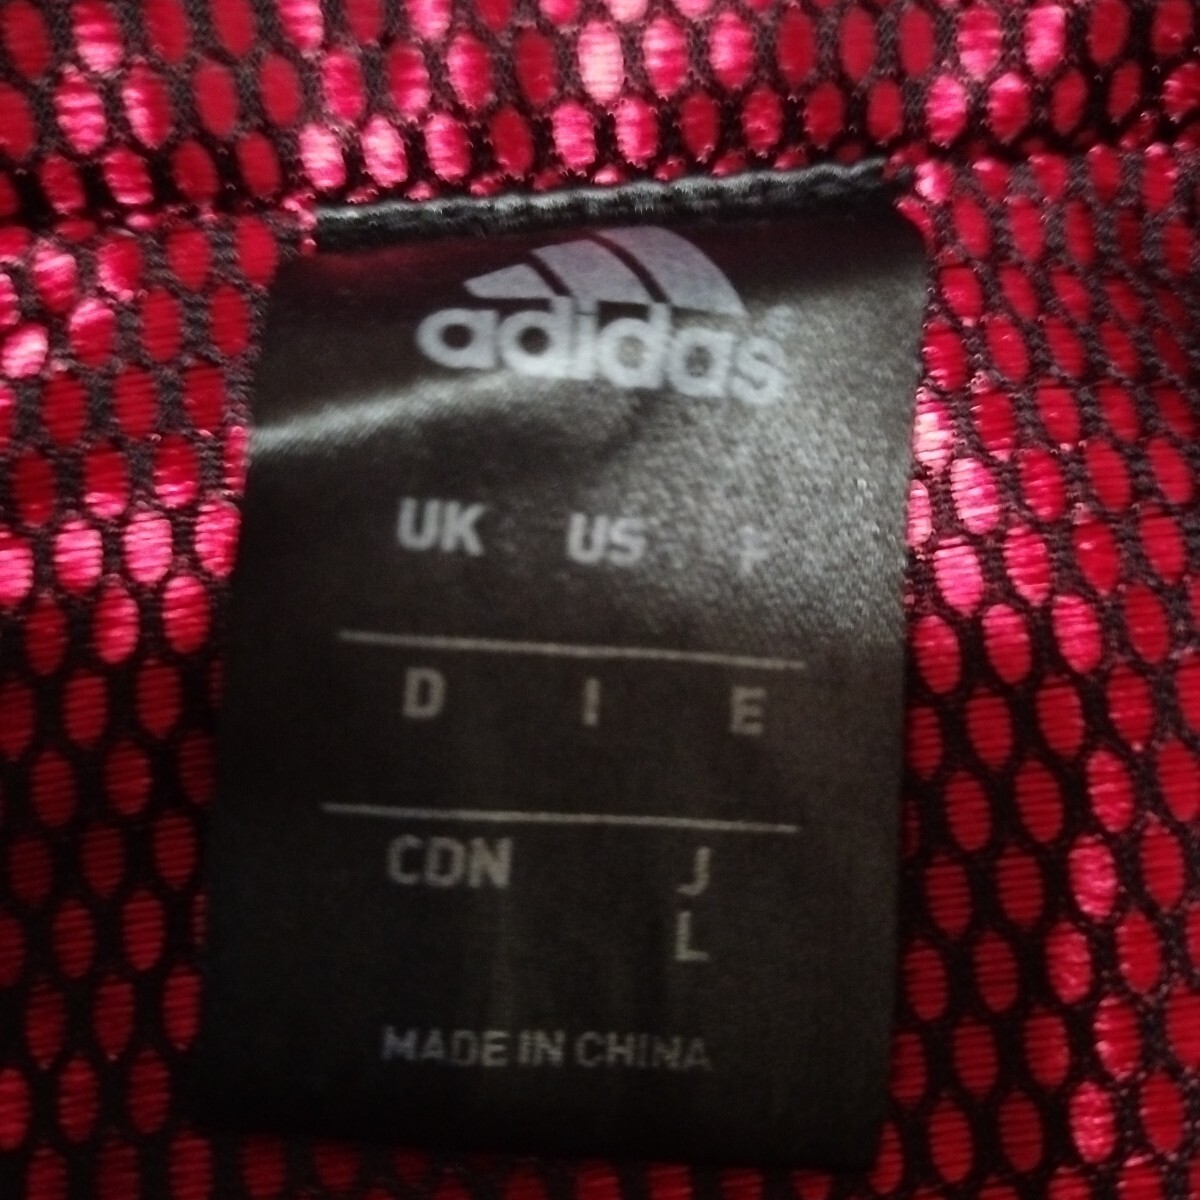 adidas
UK US F
D I E
CDN J
L
MADE IN CHINA